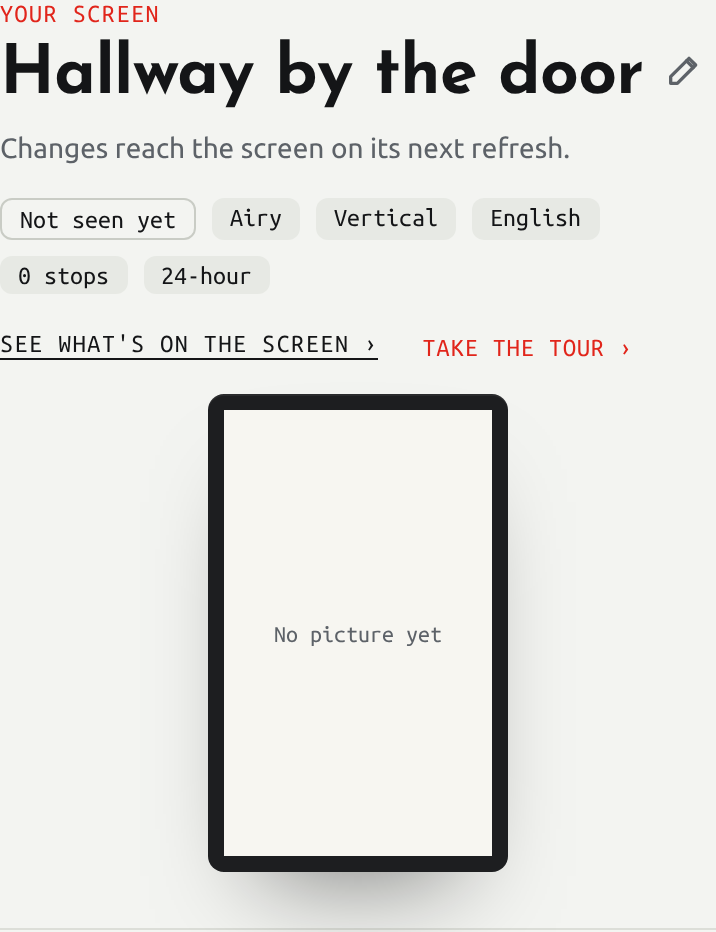 YOUR SCREEN
Hallway by the door
Changes reach the screen on its next refresh.
Not seen yet Airy Vertical English
0 stops 24-hour
SEE WHAT'S ON THE SCREEN › TAKE THE TOUR ›
No picture yet